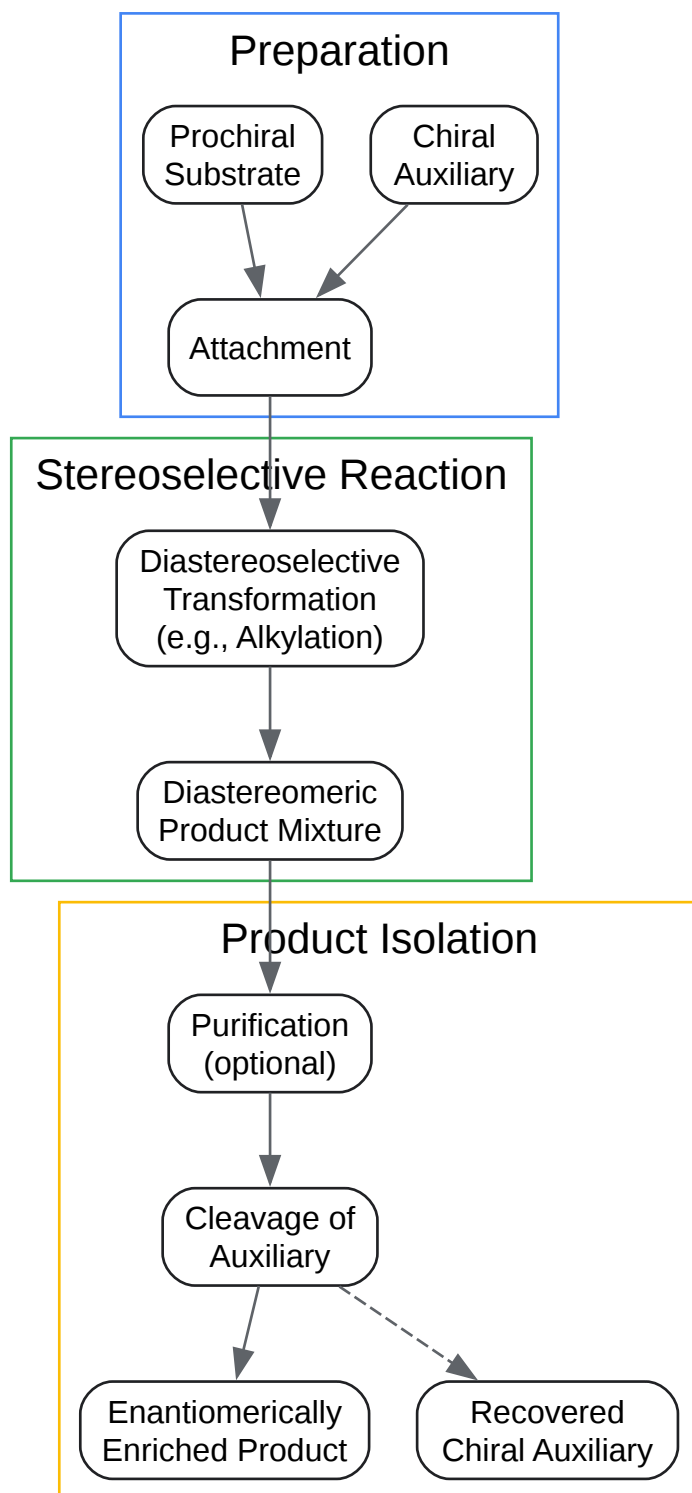 Preparation
Prochiral
Substrate
Chiral
Auxiliary
Attachment
Stereoselective Reaction
Diastereoselective
Transformation
(e.g., Alkylation)
Diastereomeric
Product Mixture
Product Isolation
Purification
(optional)
Cleavage of
Auxiliary
Enantiomerically
Enriched Product
Recovered
Chiral Auxiliary